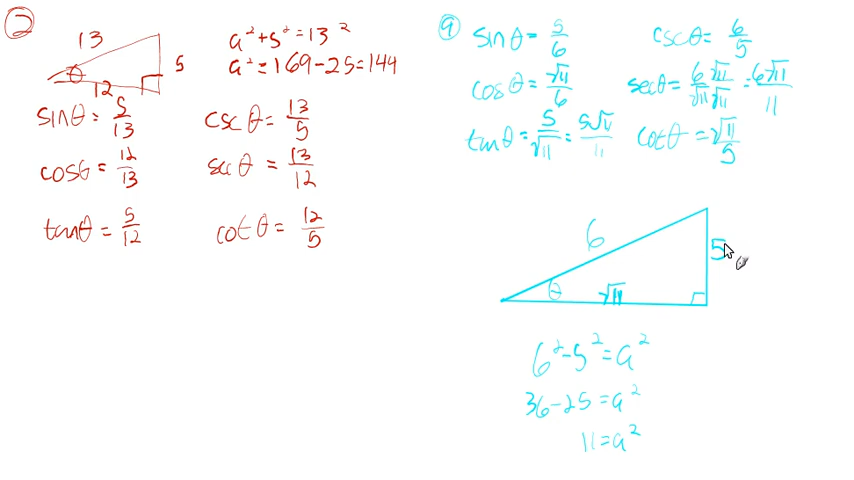 2
13
5
θ
12
a²+5²=13²
a²=169-25=144
sinθ = 5/13
cscθ = 13/5
cosθ = 12/13
secθ = 13/12
tanθ = 5/12
cotθ = 12/5
9
sinθ = 5/6
cscθ = 6/5
cosθ = √11/6
secθ = 6/√11 √11/√11 = 6√11/11
tanθ = 5/√11 = 5√11/11
cotθ = √11/5
6
5
θ
√11
6²-5²=a²
36-25=a²
11=a²